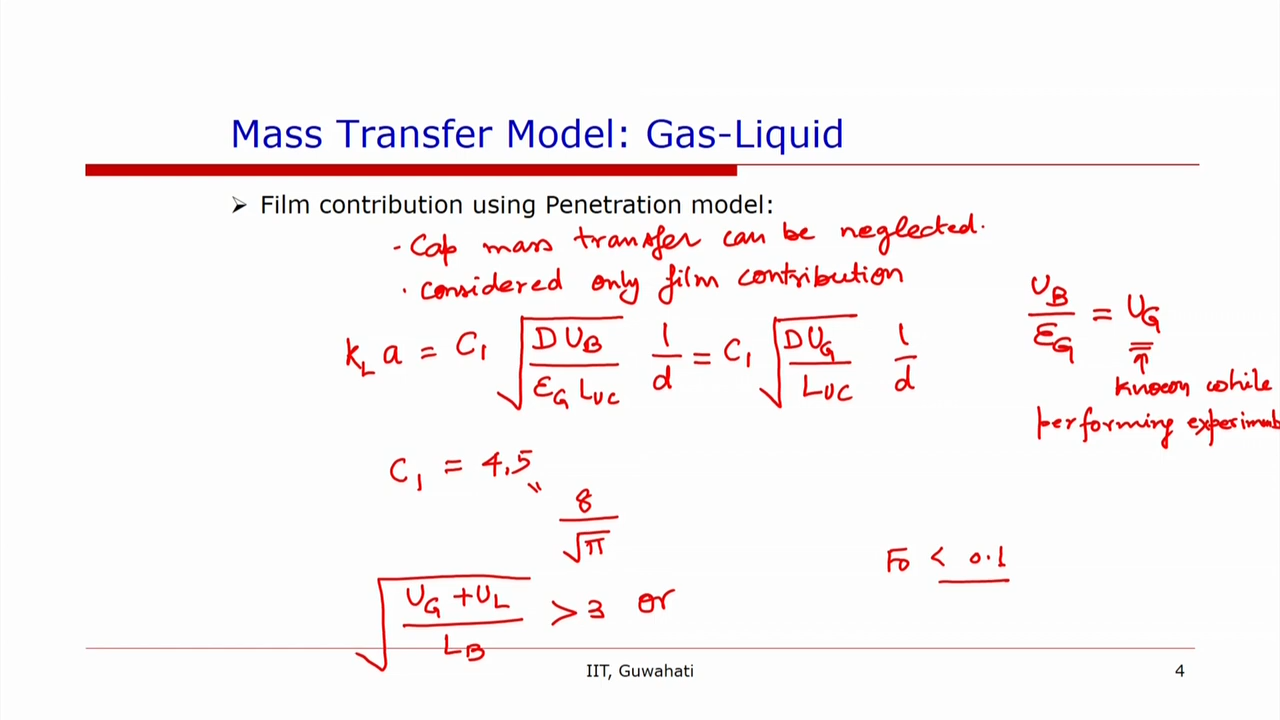 Mass Transfer Model: Gas-Liquid
➢ Film contribution using Penetration model:
· Cap mass transfer can be neglected.
· considered only film contribution
k_L a = C_1 √(D U_B / ε_G L_UC) 1/d = C_1 √(D U_G / L_UC) 1/d
U_B / ε_G = U_G
↑
known while
performing experiments
C_1 = 4.5
8/√π
Fo < 0.1
√((U_G + U_L) / L_B) > 3 or
IIT, Guwahati
4